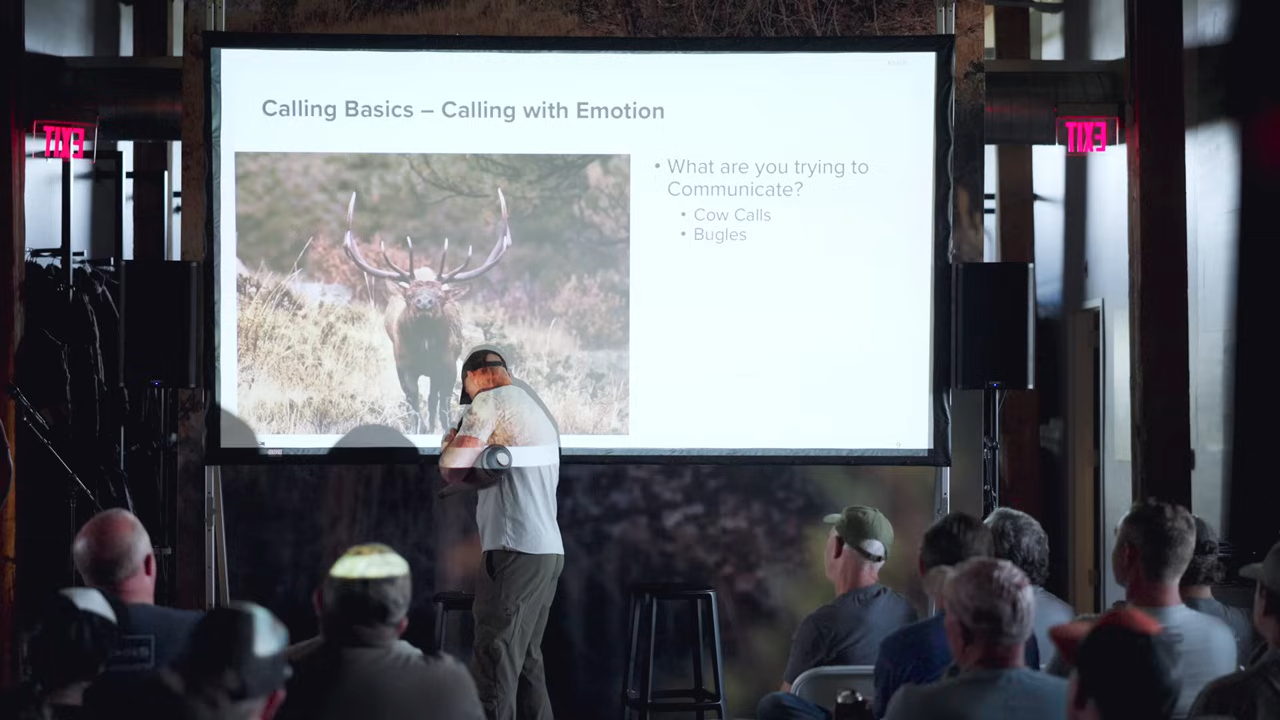 Calling Basics – Calling with Emotion
EXIT
EXIT
• What are you trying to
Communicate?
• Cow Calls
• Bugles